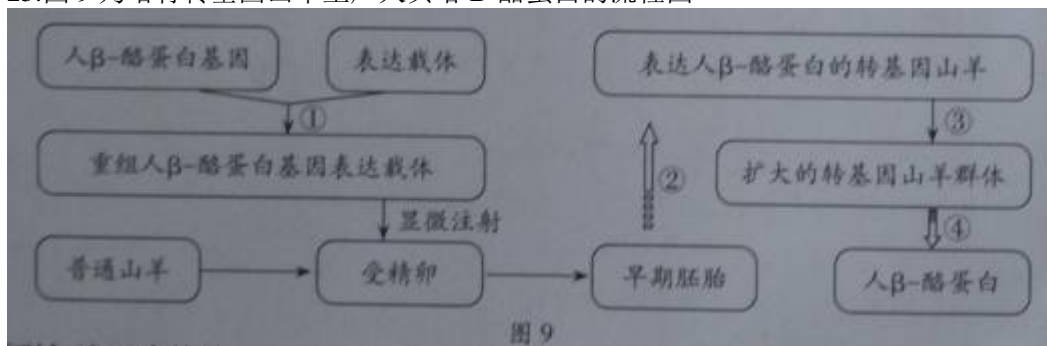 人β-酪蛋白基因
表达载体
表达人β-酪蛋白的转基因山羊
①
③
重组人β-酪蛋白基因表达载体
②
扩大的转基因山羊群体
显微注射
④
普通山羊
受精卵
早期胚胎
人β-酪蛋白
图9